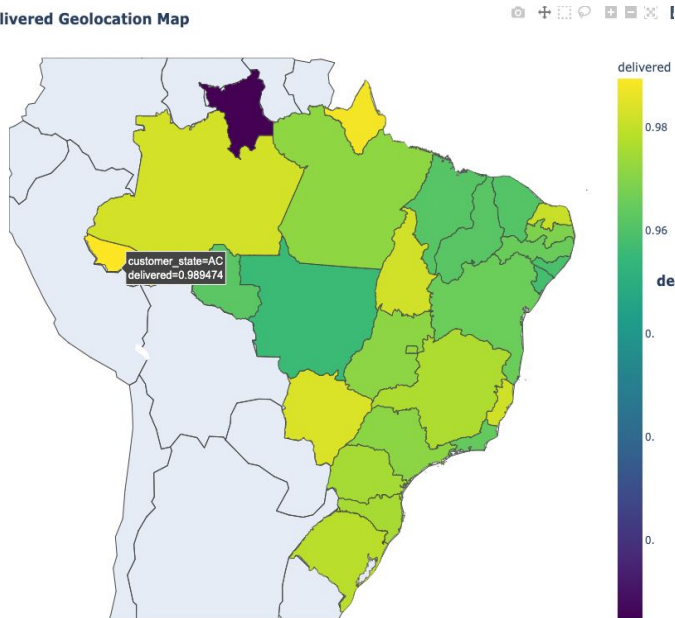 livered Geolocation Map
delivered
0.98
0.96
customer_state=AC
delivered=0.989474
de
0.
0.
0.